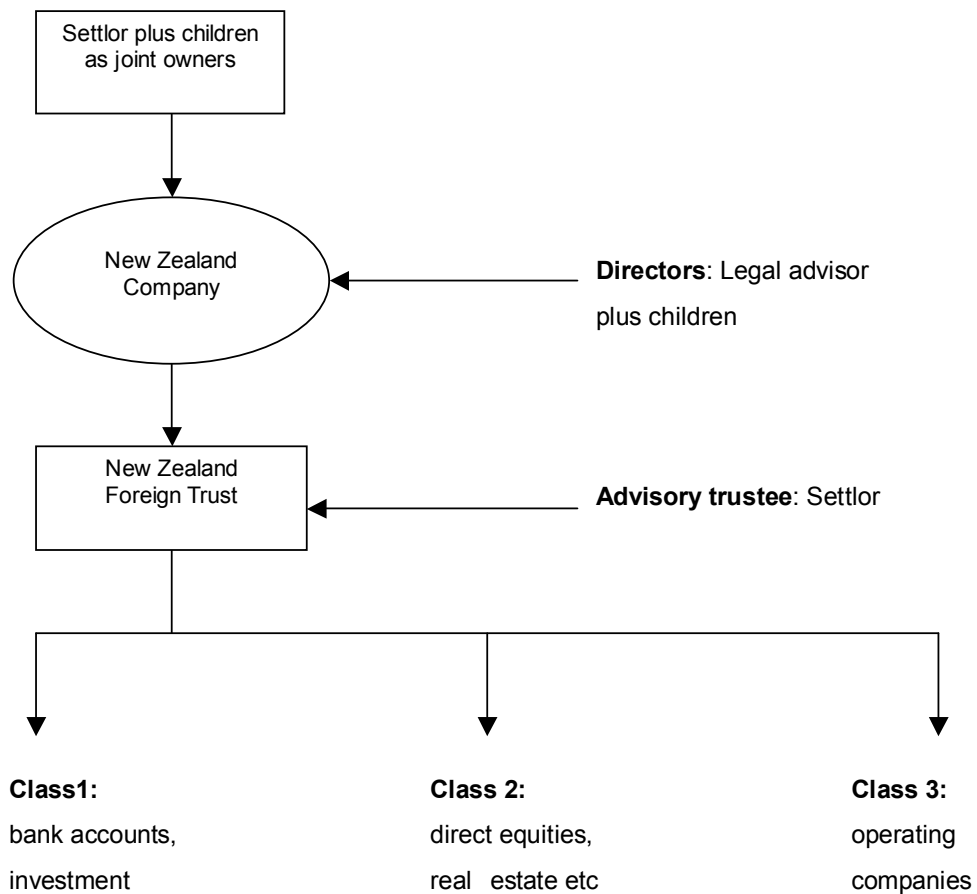 Settlor plus children
as joint owners
New Zealand
Company
Directors: Legal advisor
plus children
New Zealand
Foreign Trust
Advisory trustee: Settlor
Class1:
bank accounts,
investment
Class 2:
direct equities,
real estate etc
Class 3:
operating
companies